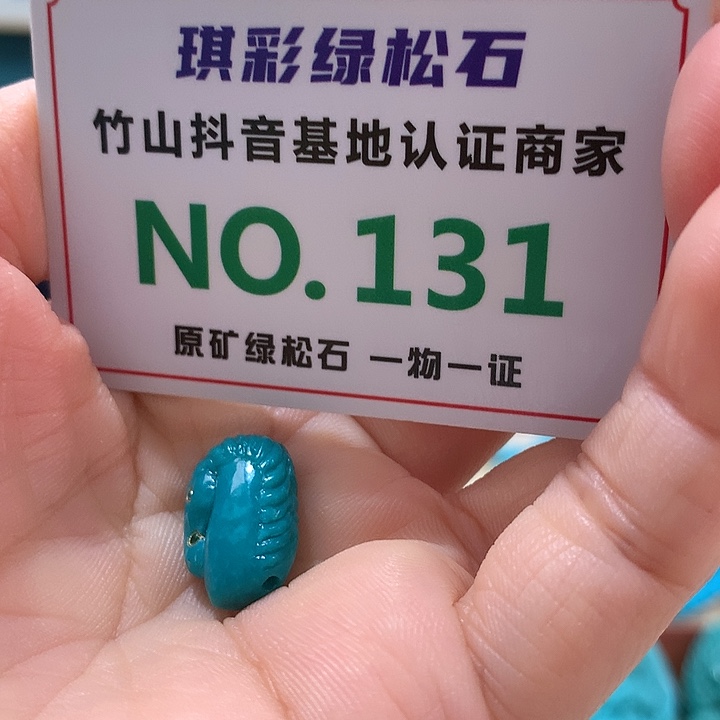 琪彩绿松石
竹山抖音基地认证商家
NO.131
原矿绿松石 一物一证